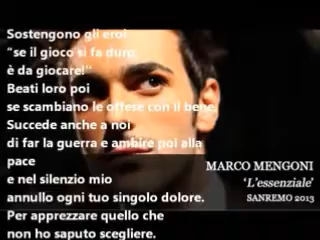 Sostengono gli eroi
“se il gioco si fa duro,
è da giocare!”
Beati loro poi
se scambiano le offese con il bene.
Succede anche a noi
di far la guerra e ambire poi alla
pace
e nel silenzio mio
annullo ogni tuo singolo dolore.
Per apprezzare quello che
non ho saputo scegliere.
MARCO MENGONI
‘L’essenziale’
SANREMO 2013